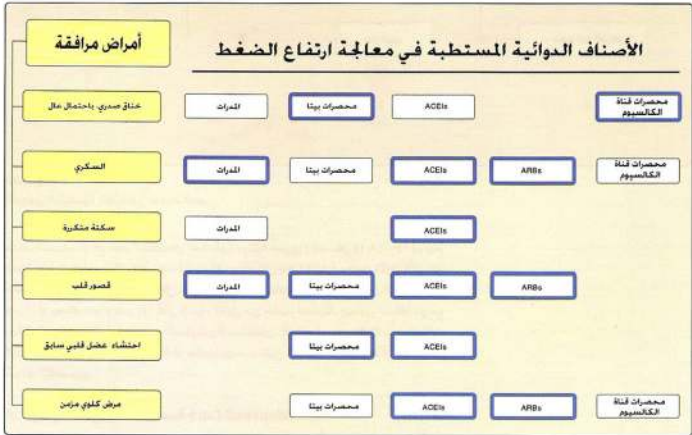 الأصناف الدوائية المستطبة في معالجة ارتفاع الضغط
أمراض مرافقة
خناق صدري باحتمال عال
المدرات
محصرات بيتا
ACEIs
محصرات قناة
الكالسيوم
السكري
المدرات
محصرات بيتا
ACEIs
ARBs
محصرات قناة
الكالسيوم
سكتة متكررة
المدرات
ACEIs
قصور قلب
المدرات
محصرات بيتا
ACEIs
ARBs
احتشاء عضل قلبي سابق
محصرات بيتا
ACEIs
مرض كلوي مزمن
محصرات بيتا
ACEIs
ARBs
محصرات قناة
الكالسيوم